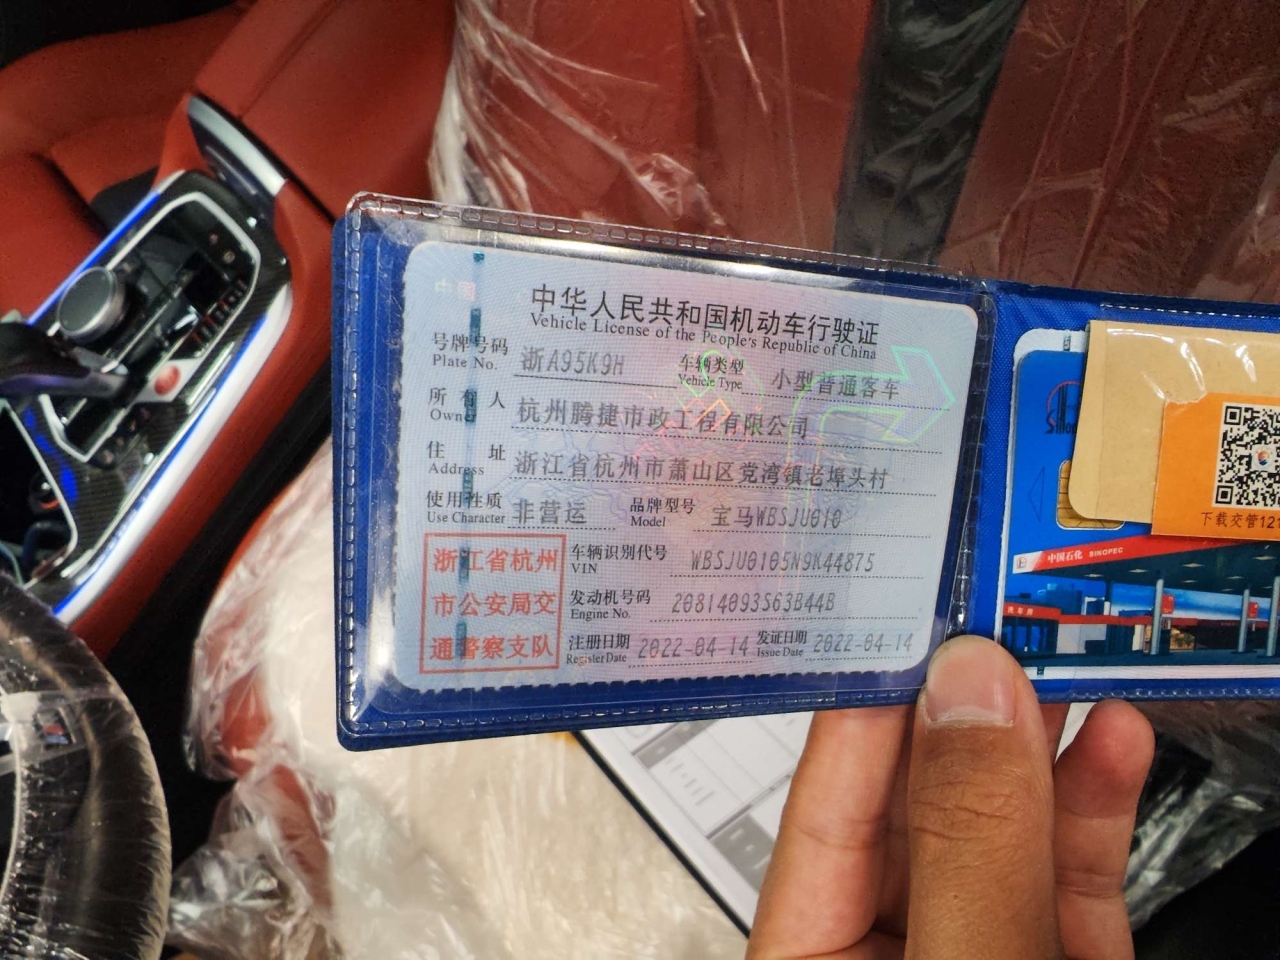 中国
中华人民共和国机动车行驶证
Vehicle License of the People's Republic of China
号牌号码 浙A95K9H 车辆类型 小型普通客车
Plate No. Vehicle Type
所有人 杭州腾捷市政工程有限公司
Owner
住址 浙江省杭州市萧山区党湾镇老埠头村
Address
使用性质 非营运 品牌型号 宝马WBSJU010
Use Character Model
浙江省杭州
市公安局交
通警察支队
车辆识别代号 WBSJU0105N9K44875
VIN
发动机号码 20814093S63B44B
Engine No.
注册日期 2022-04-14 发证日期 2022-04-14
Register Date Issue Date
下载交管12
中国石化 SINOPEC